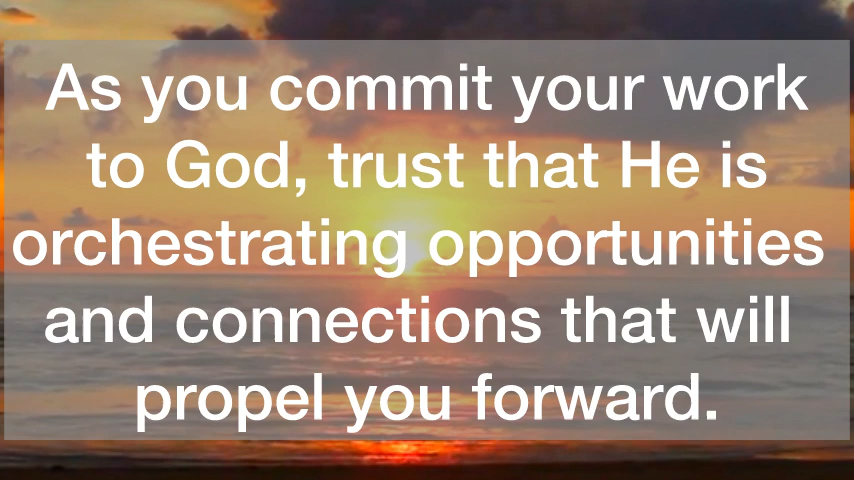 As you commit your work
to God, trust that He is
orchestrating opportunities
and connections that will
propel you forward.